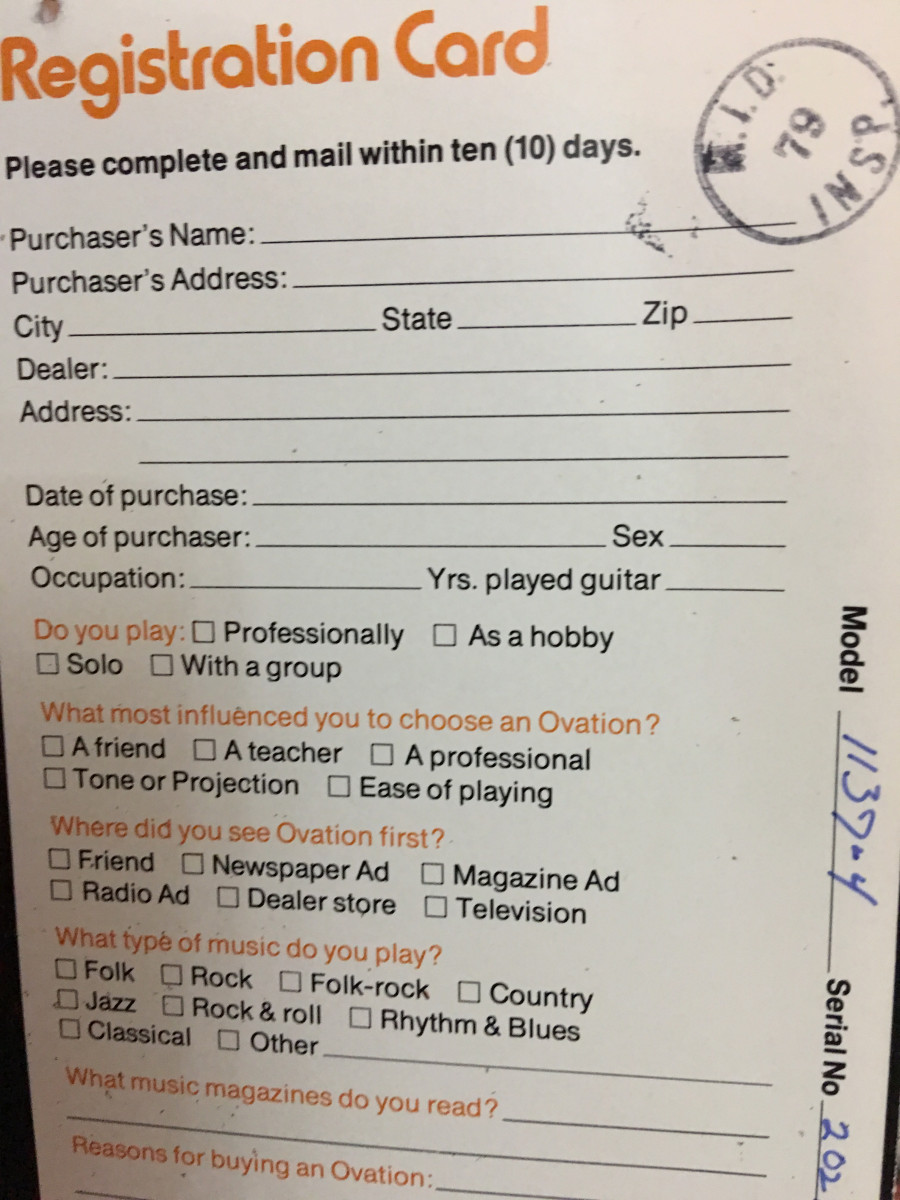 Registration Card
Please complete and mail within ten (10) days.
Purchaser's Name:
Purchaser's Address:
City State Zip
Dealer:
Address:
Date of purchase:
Age of purchaser: Sex
Occupation: Yrs. played guitar
Do you play: □ Professionally □ As a hobby
□ Solo □ With a group
What most influenced you to choose an Ovation?
□ A friend □ A teacher □ A professional
□ Tone or Projection □ Ease of playing
Where did you see Ovation first?
□ Friend □ Newspaper Ad □ Magazine Ad
□ Radio Ad □ Dealer store □ Television
What type of music do you play?
□ Folk □ Rock □ Folk-rock □ Country
□ Jazz □ Rock & roll □ Rhythm & Blues
□ Classical □ Other
What music magazines do you read?
Reasons for buying an Ovation:
79
INSP.
Model 1137-4 Serial No 202